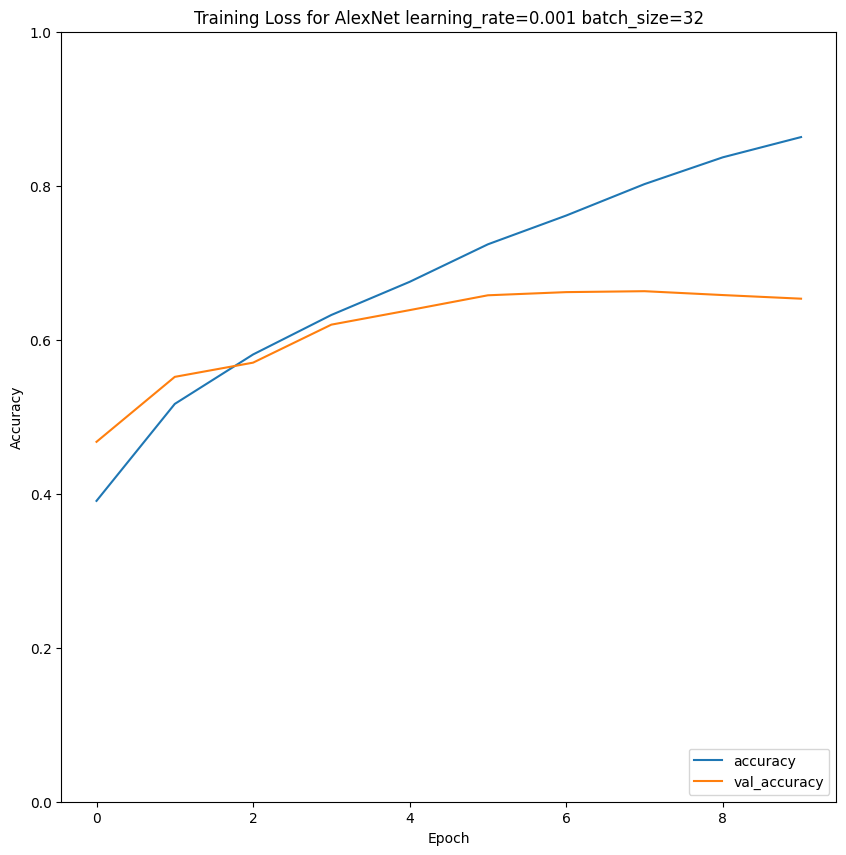 Training Loss for AlexNet learning_rate=0.001 batch_size=32
1.0
0.8
0.6
0.4
0.2
0.0
Accuracy
0 2 4 6 8
Epoch
accuracy
val_accuracy